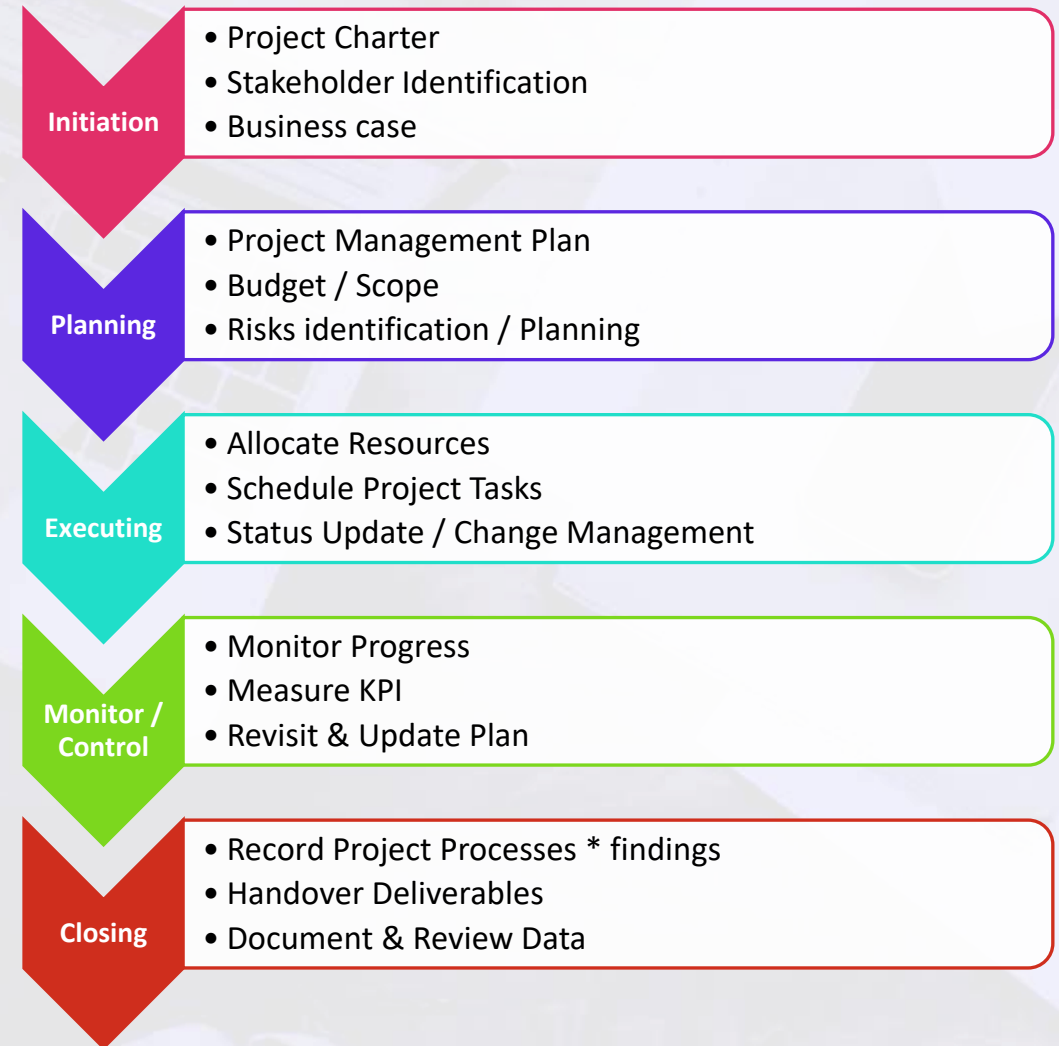 Initiation
• Project Charter
• Stakeholder Identification
• Business case
Planning
• Project Management Plan
• Budget / Scope
• Risks identification / Planning
Executing
• Allocate Resources
• Schedule Project Tasks
• Status Update / Change Management
Monitor /
Control
• Monitor Progress
• Measure KPI
• Revisit & Update Plan
Closing
• Record Project Processes * findings
• Handover Deliverables
• Document & Review Data